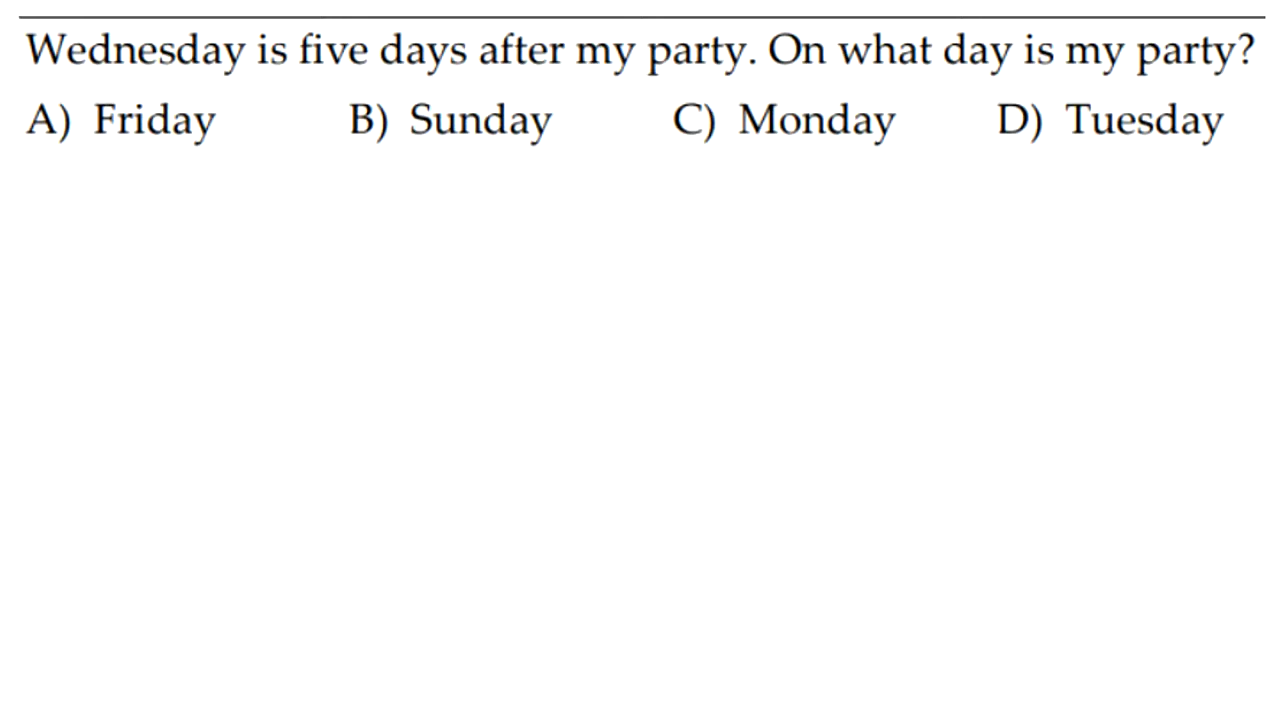 Wednesday is five days after my party. On what day is my party?
A) Friday B) Sunday C) Monday D) Tuesday